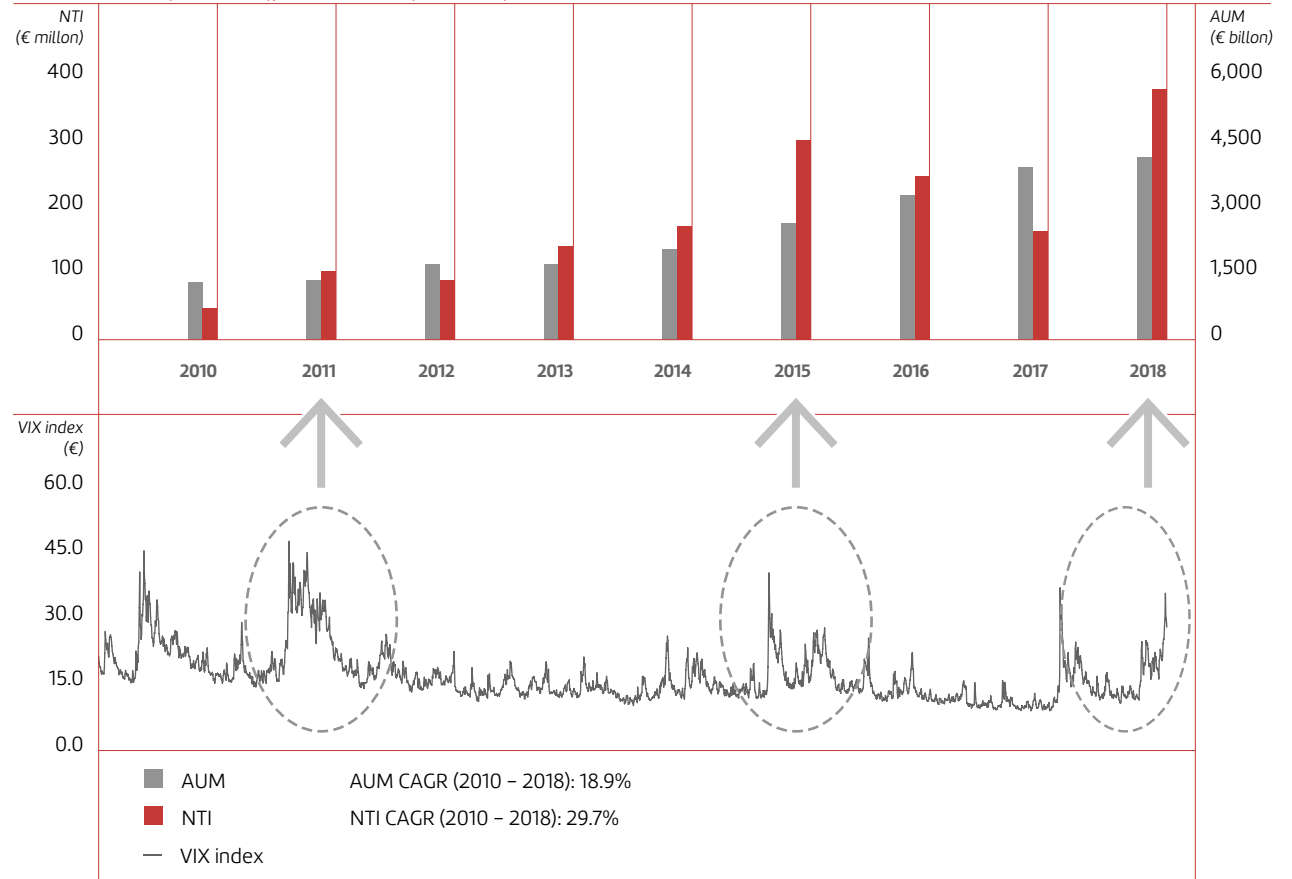 NTI
(€ millon)
AUM
(€ billon)
400
300
200
100
0
6,000
4,500
3,000
1,500
0
2010 2011 2012 2013 2014 2015 2016 2017 2018
VIX index
(€)
60.0
45.0
30.0
15.0
0.0
AUM AUM CAGR (2010 – 2018): 18.9%
NTI NTI CAGR (2010 – 2018): 29.7%
VIX index